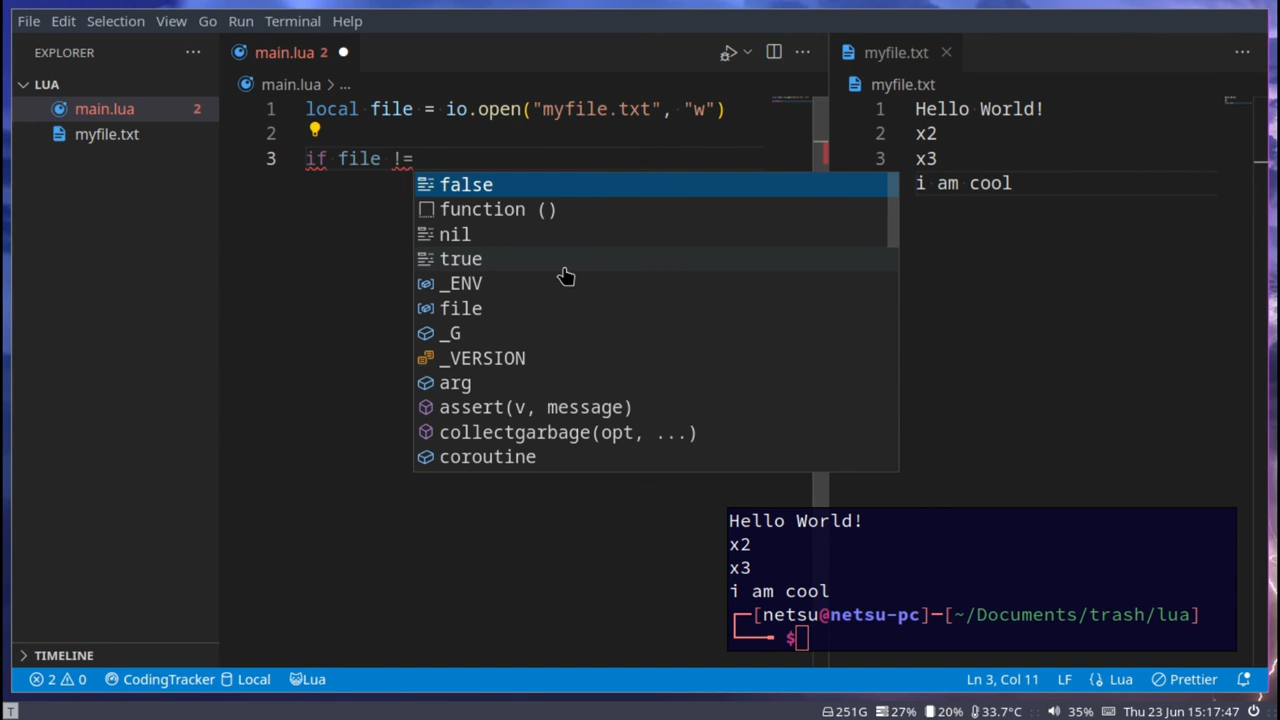 File Edit Selection View Go Run Terminal Help
EXPLORER ...
LUA
main.lua 2
myfile.txt
TIMELINE
main.lua 2
main.lua > ...
1 local file = io.open("myfile.txt", "w")
2
3 if file !=
false
function ()
nil
true
_ENV
file
_G
_VERSION
arg
assert(v, message)
collectgarbage(opt, ...)
coroutine
myfile.txt
myfile.txt
1 Hello World!
2 x2
3 x3
i am cool
Hello World!
x2
x3
i am cool
[netsu@netsu-pc]-[~/Documents/trash/lua]
$
2 0 CodingTracker Local Lua Ln 3, Col 11 LF Lua Prettier
T 251G 27% 20% 33.7°C 35% Thu 23 Jun 15:17:47